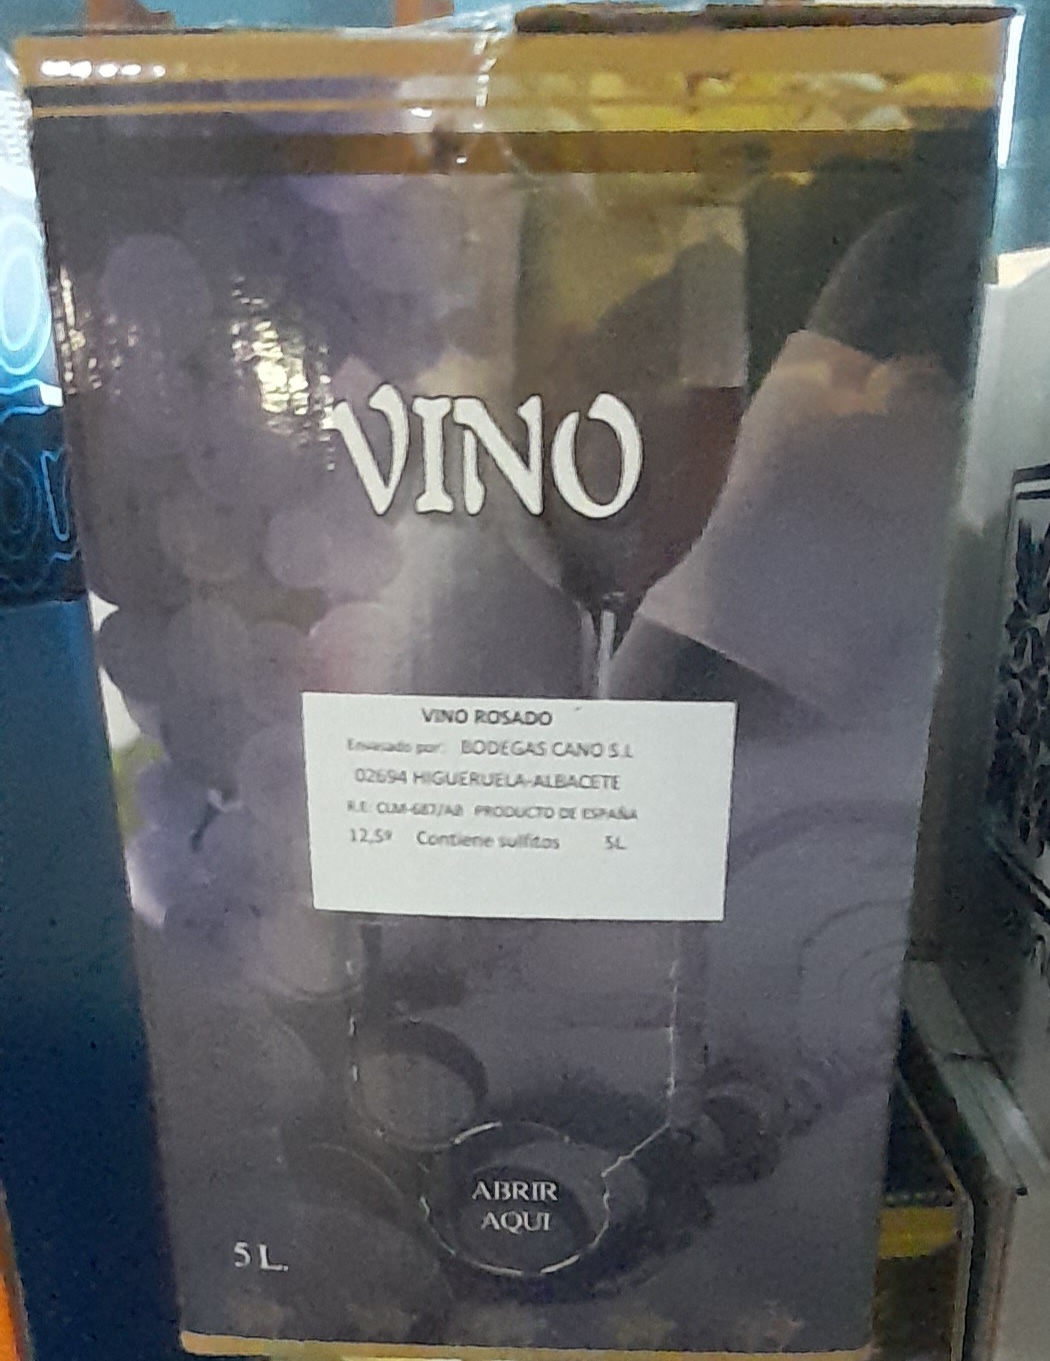 VINO
VINO ROSADO
Envasado por: BODEGAS CANO S.L
02694 HIGUERUELA-ALBACETE
R.E: CLM-687/AB PRODUCTO DE ESPAÑA
12,5º Contiene sulfitos 5L
ABRIR
AQUI
5 L.